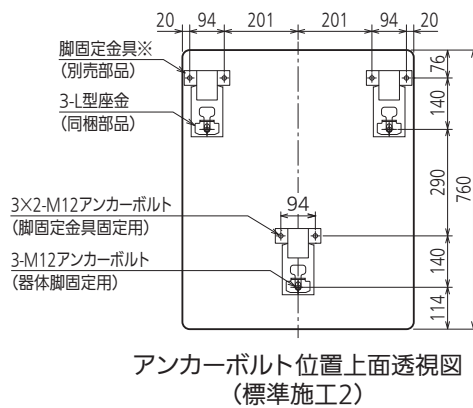 20 94 201 201 94 20
脚固定金具※
(別売部品)
3-L型座金
(同梱部品)
3×2-M12アンカーボルト
(脚固定金具固定用)
3-M12アンカーボルト
(器体脚固定用)
94
76
140
290
140
114
760
アンカーボルト位置上面透視図
(標準施工2)